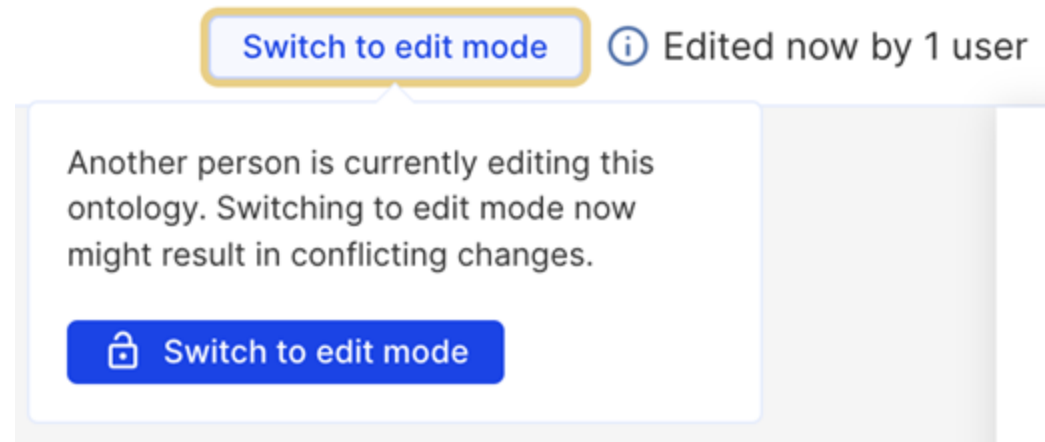 Switch to edit mode Edited now by 1 user
Another person is currently editing this
ontology. Switching to edit mode now
might result in conflicting changes.
Switch to edit mode